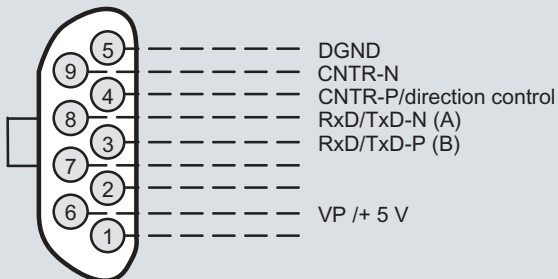 5 DGND
9 CNTR-N
4 CNTR-P/direction control
8 RxD/TxD-N (A)
3 RxD/TxD-P (B)
7
2
6 VP /+ 5 V
1